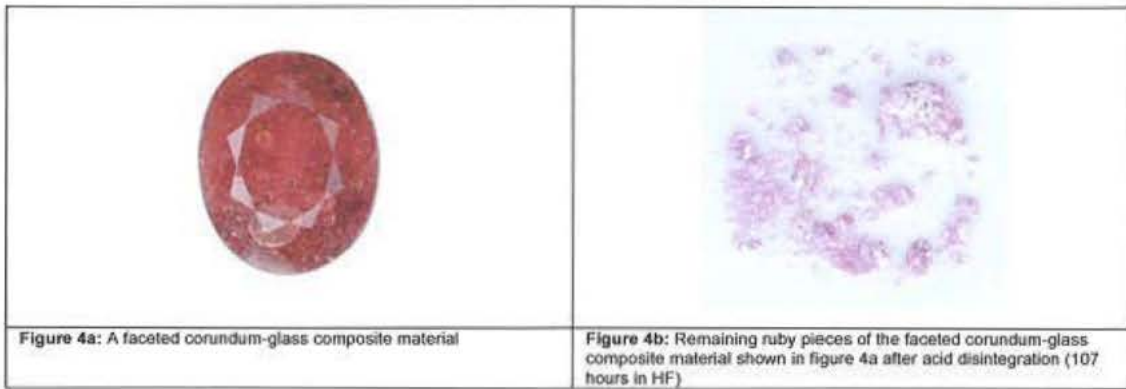 Figure 4a: A faceted corundum-glass composite material
Figure 4b: Remaining ruby pieces of the faceted corundum-glass
composite material shown in figure 4a after acid disintegration (107
hours in HF)